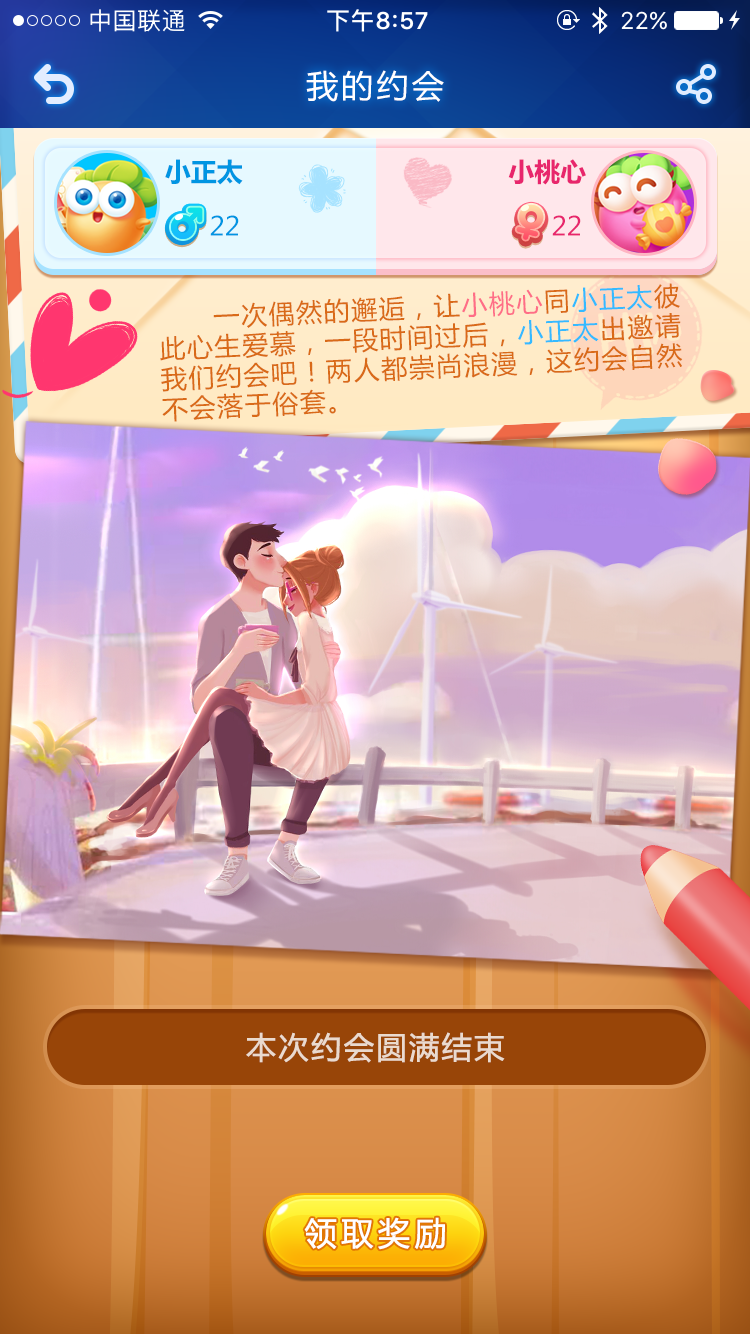 中国联通 下午8:57 22%
我的约会
小正太 小桃心
22 22
一次偶然的邂逅，让小桃心同小正太彼
此心生爱慕，一段时间过后，小正太出邀请
我们约会吧！两人都崇尚浪漫，这约会自然
不会落于俗套。
本次约会圆满结束
领取奖励